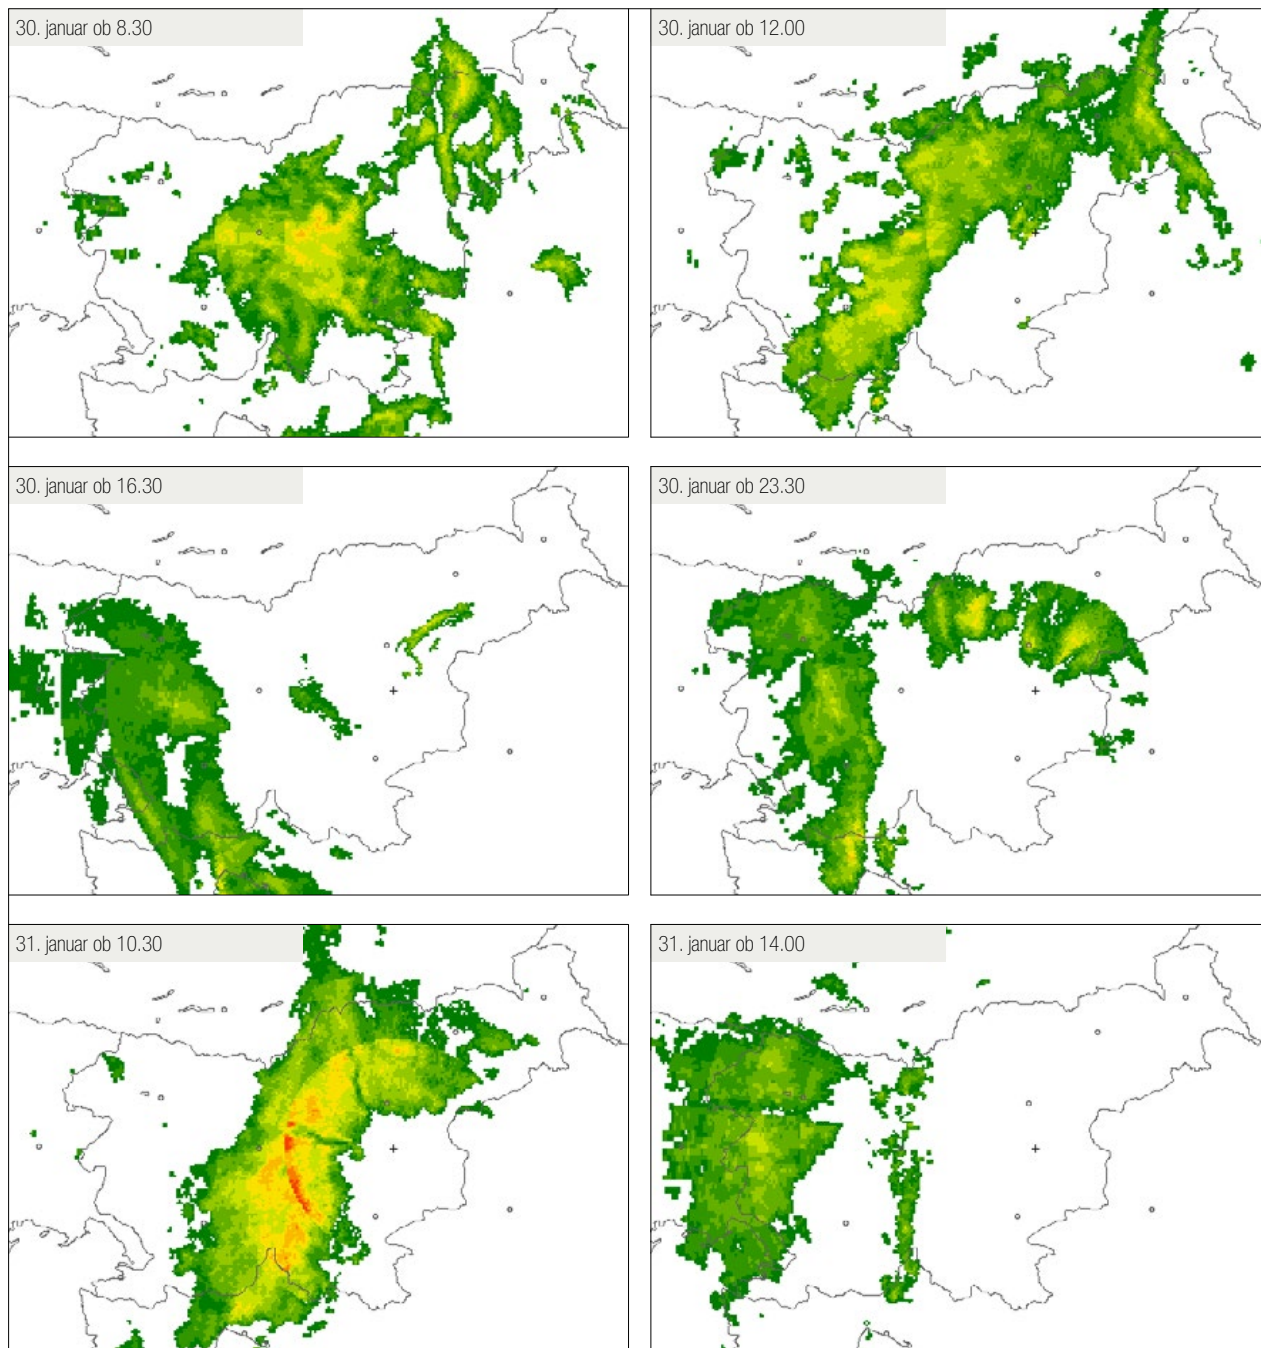 30. januar ob 8.30
30. januar ob 12.00
30. januar ob 16.30
30. januar ob 23.30
31. januar ob 10.30
31. januar ob 14.00